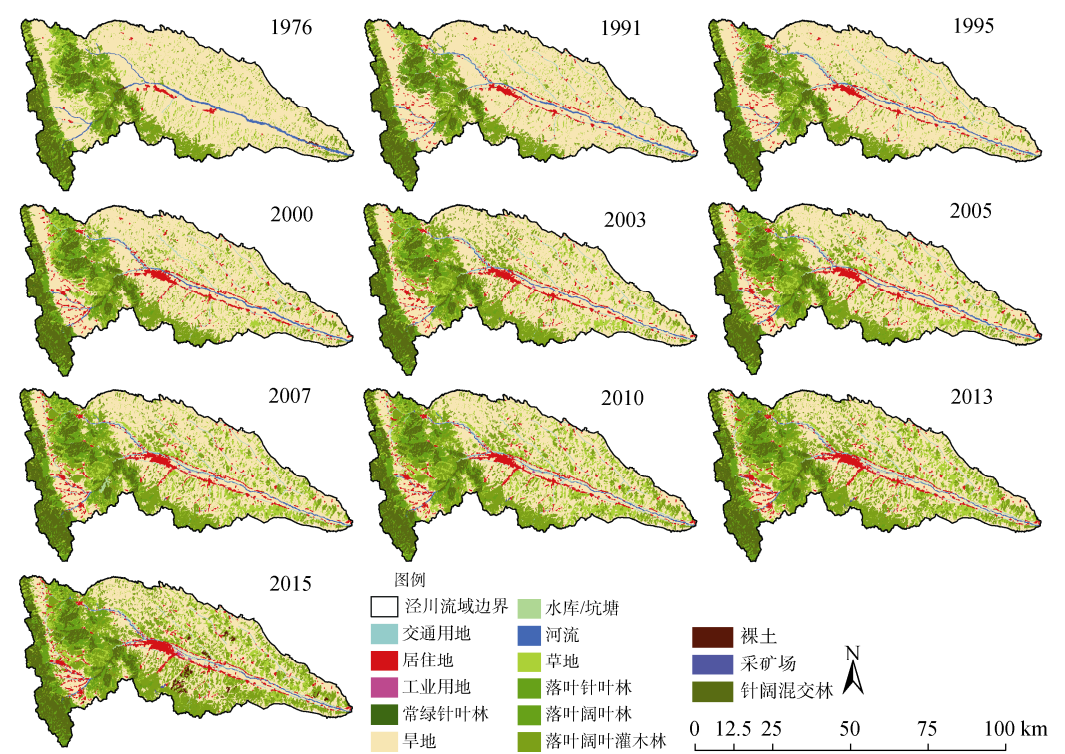 1976
1991
1995
2000
2003
2005
2007
2010
2013
2015
图例
泾川流域边界
交通用地
居住地
工业用地
常绿针叶林
旱地
水库/坑塘
河流
草地
落叶针叶林
落叶阔叶林
落叶阔叶灌木林
裸土
采矿场
针阔混交林
N
0 12.5 25 50 75 100 km